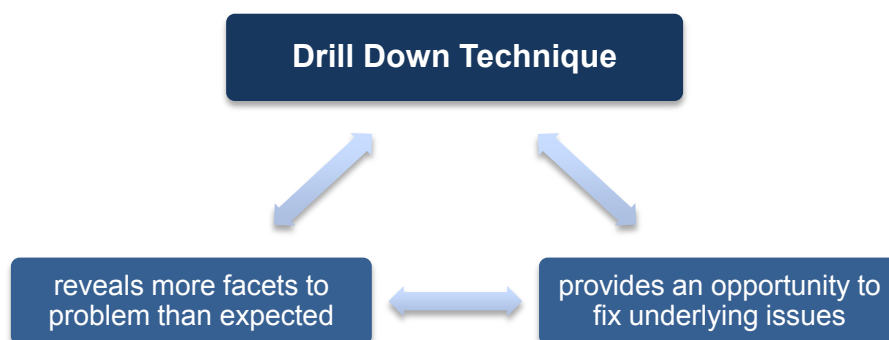 Drill Down Technique
reveals more facets to
problem than expected
provides an opportunity to
fix underlying issues